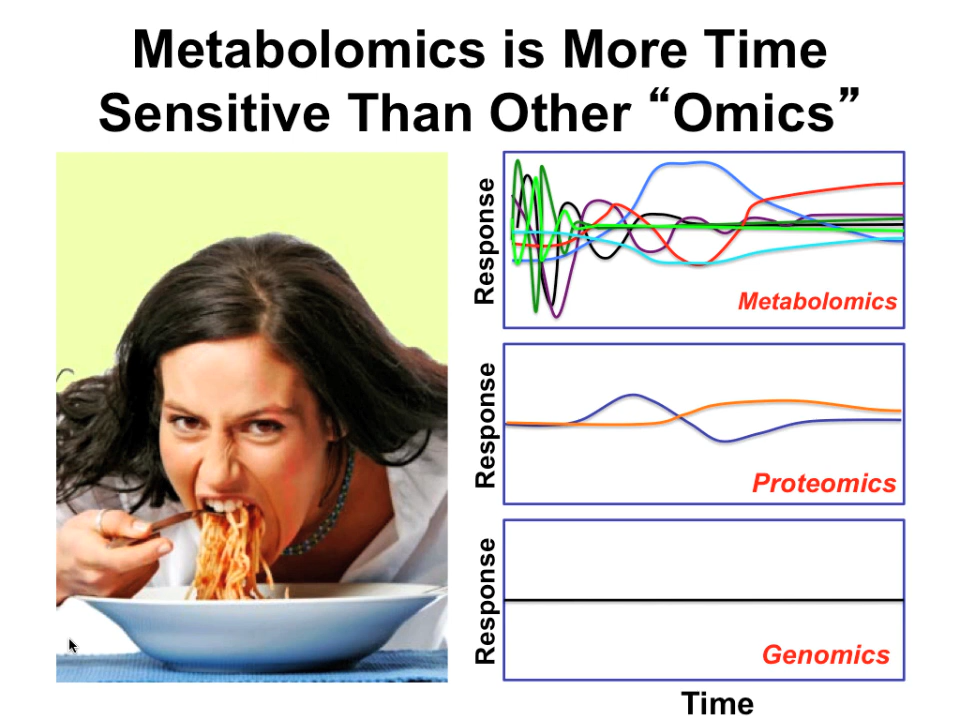 Metabolomics is More Time
Sensitive Than Other “Omics”
Response
Metabolomics
Response
Proteomics
Response
Genomics
Time